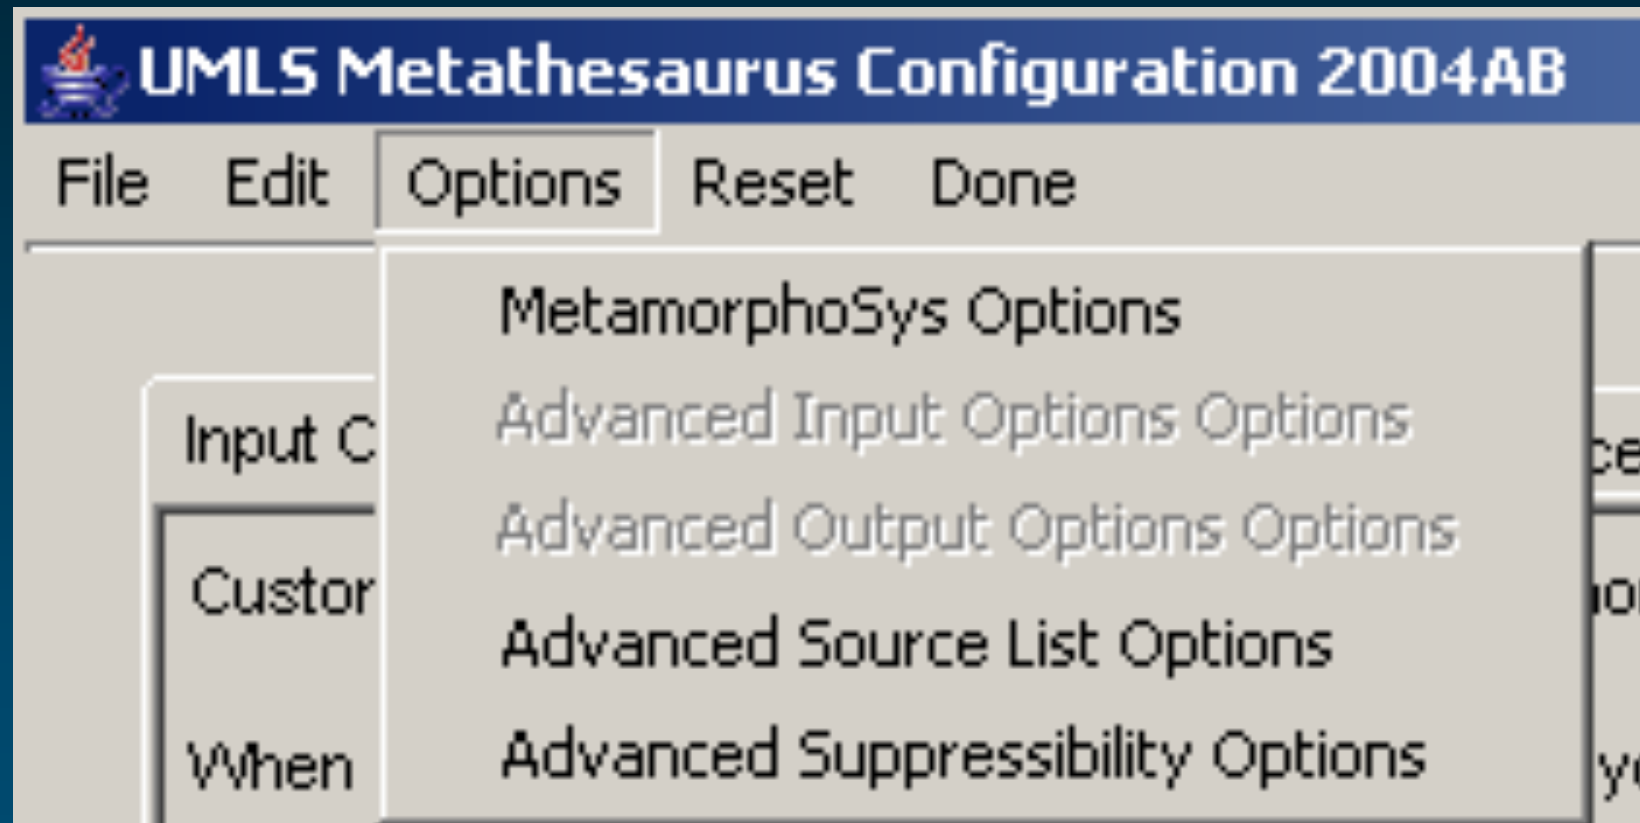 UMLS Metathesaurus Configuration 2004AB
File Edit Options Reset Done
MetamorphoSys Options
Advanced Input Options Options
Input
Advanced Output Options Options
Advanced Source List Options
When
Advanced Suppressibility Options